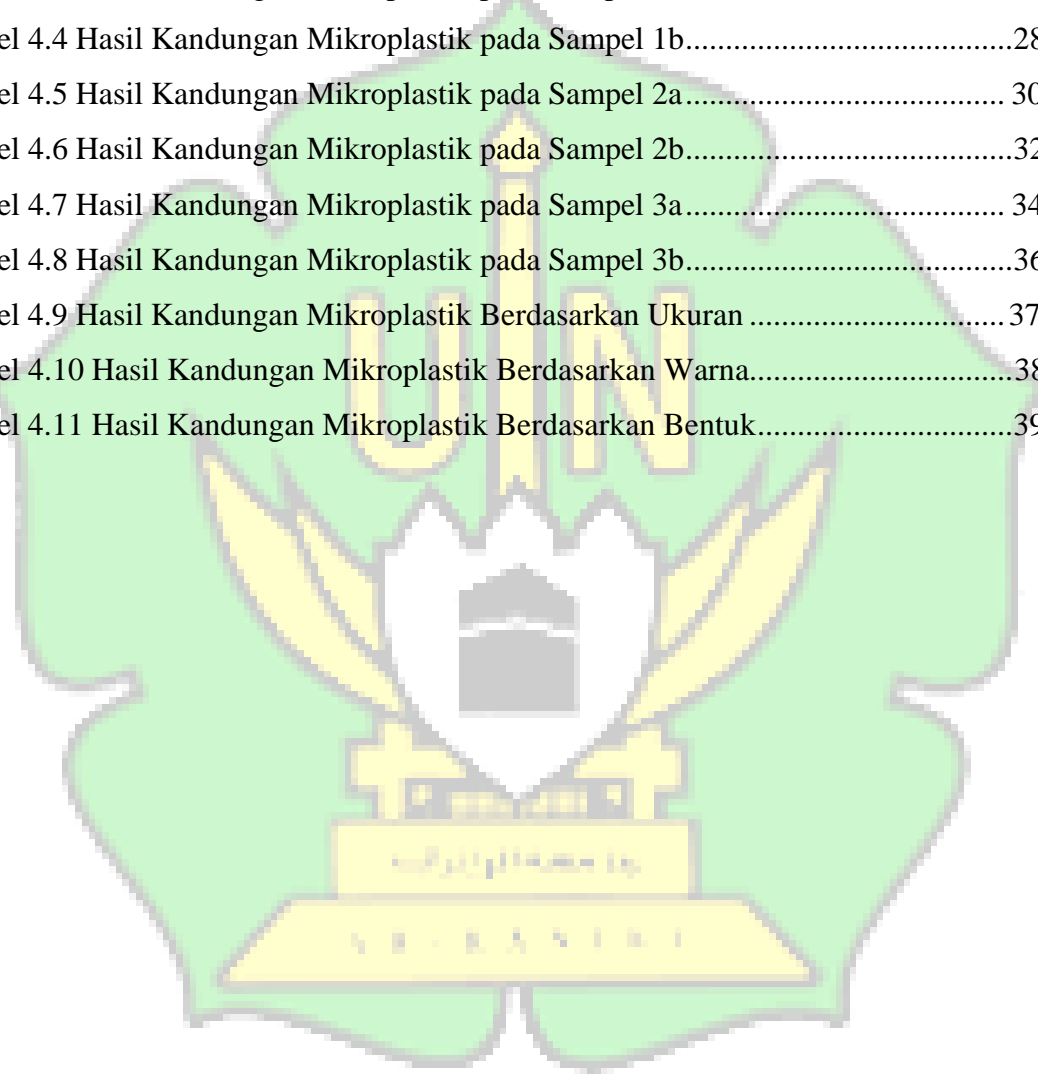 el 4.4 Hasil Kandungan Mikroplastik pada Sampel 1b.......................................28
el 4.5 Hasil Kandungan Mikroplastik pada Sampel 2a....................................... 30
el 4.6 Hasil Kandungan Mikroplastik pada Sampel 2b.......................................32
el 4.7 Hasil Kandungan Mikroplastik pada Sampel 3a....................................... 34
el 4.8 Hasil Kandungan Mikroplastik pada Sampel 3b.......................................36
el 4.9 Hasil Kandungan Mikroplastik Berdasarkan Ukuran ...............................37
el 4.10 Hasil Kandungan Mikroplastik Berdasarkan Warna................................38
el 4.11 Hasil Kandungan Mikroplastik Berdasarkan Bentuk...............................39
UIN